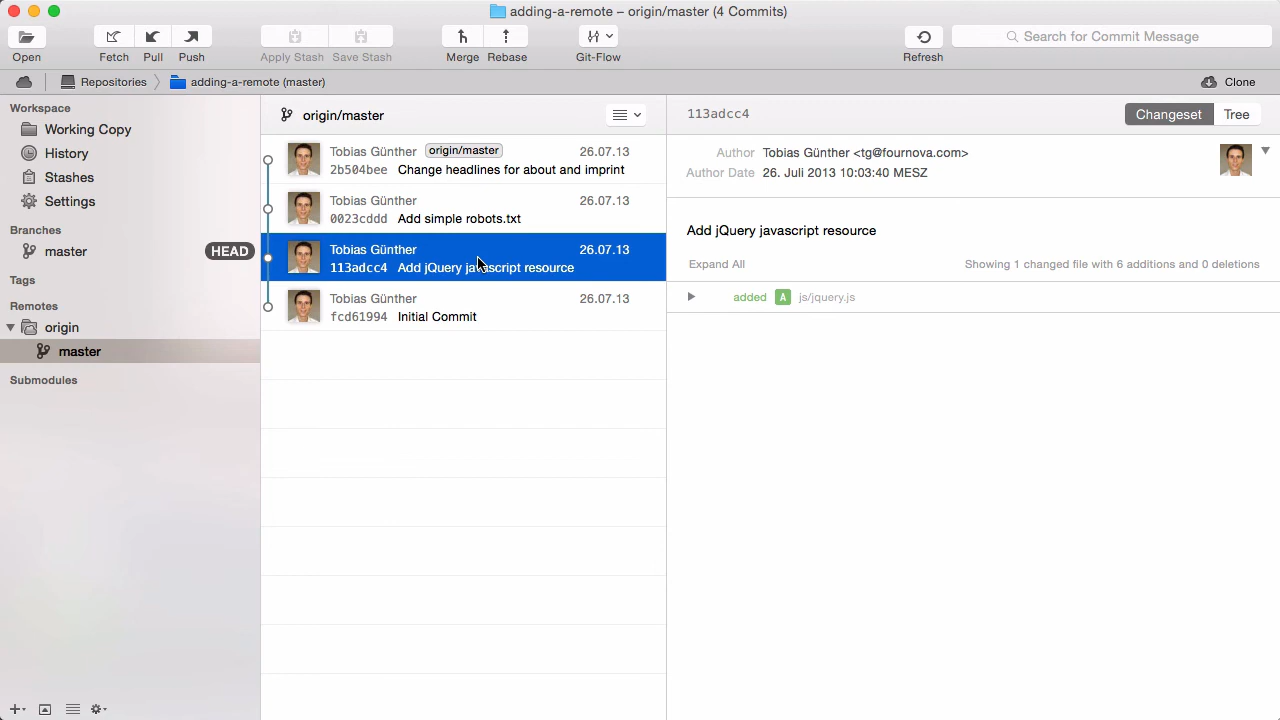 adding-a-remote – origin/master (4 Commits)
Open
Fetch
Pull
Push
Apply Stash
Save Stash
Merge
Rebase
Git-Flow
Refresh
Search for Commit Message
Repositories
adding-a-remote (master)
Clone
Workspace
Working Copy
History
Stashes
Settings
Branches
master
HEAD
Tags
Remotes
origin
master
Submodules
origin/master
Tobias Günther origin/master 26.07.13
2b504bee Change headlines for about and imprint
Tobias Günther 26.07.13
0023cddd Add simple robots.txt
Tobias Günther 26.07.13
113adcc4 Add jQuery javascript resource
Tobias Günther 26.07.13
fcd61994 Initial Commit
113adcc4
Changeset
Tree
Author Tobias Günther <tg@fournova.com>
Author Date 26. Juli 2013 10:03:40 MESZ
Add jQuery javascript resource
Expand All
Showing 1 changed file with 6 additions and 0 deletions
added A js/jquery.js